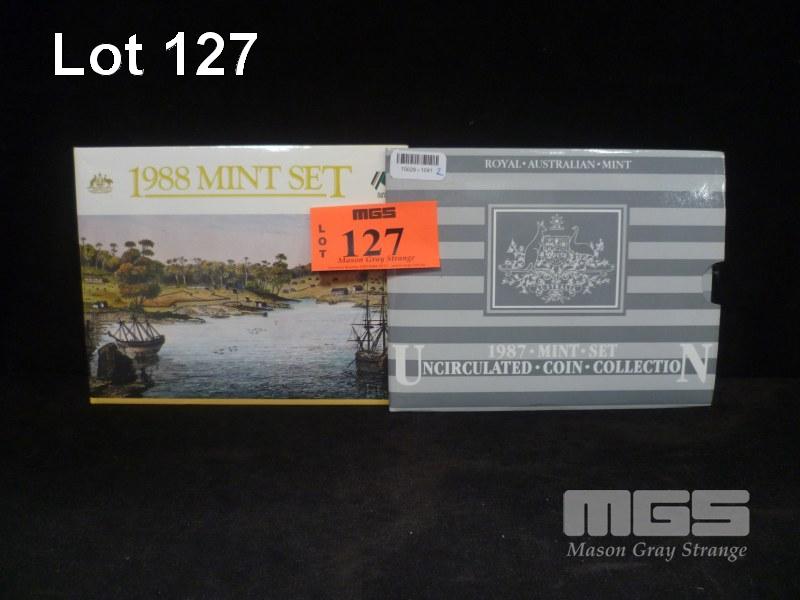 Lot 127
1988 MINT SET
ROYAL · AUSTRALIAN · MINT
MGS
LOT
127
Mason Gray Strange
1987 · MINT · SET
UNCIRCULATED · COIN · COLLECTION
MGS
Mason Gray Strange